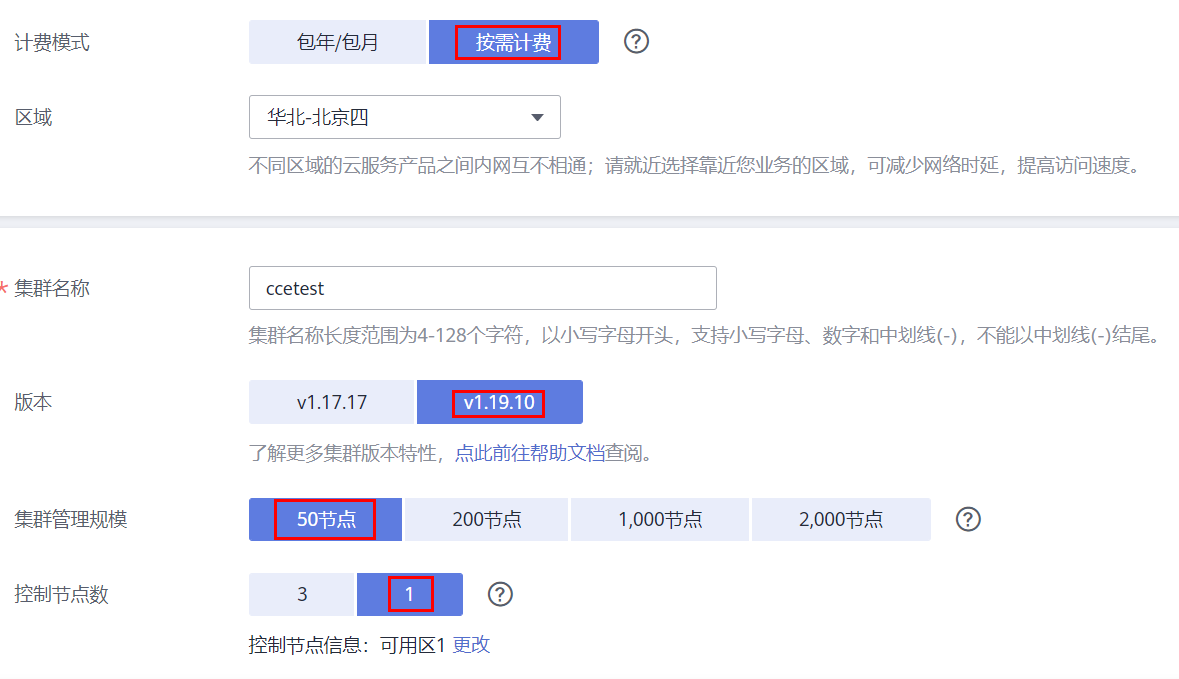 计费模式 包年/包月 按需计费 ?
区域 华北-北京四
不同区域的云服务产品之间内网互不相通；请就近选择靠近您业务的区域，可减少网络时延，提高访问速度。
* 集群名称 ccetest
集群名称长度范围为4-128个字符，以小写字母开头，支持小写字母、数字和中划线(-)，不能以中划线(-)结尾。
版本 v1.17.17 v1.19.10
了解更多集群版本特性，点此前往帮助文档查阅。
集群管理规模 50节点 200节点 1,000节点 2,000节点 ?
控制节点数 3 1 ?
控制节点信息：可用区1 更改